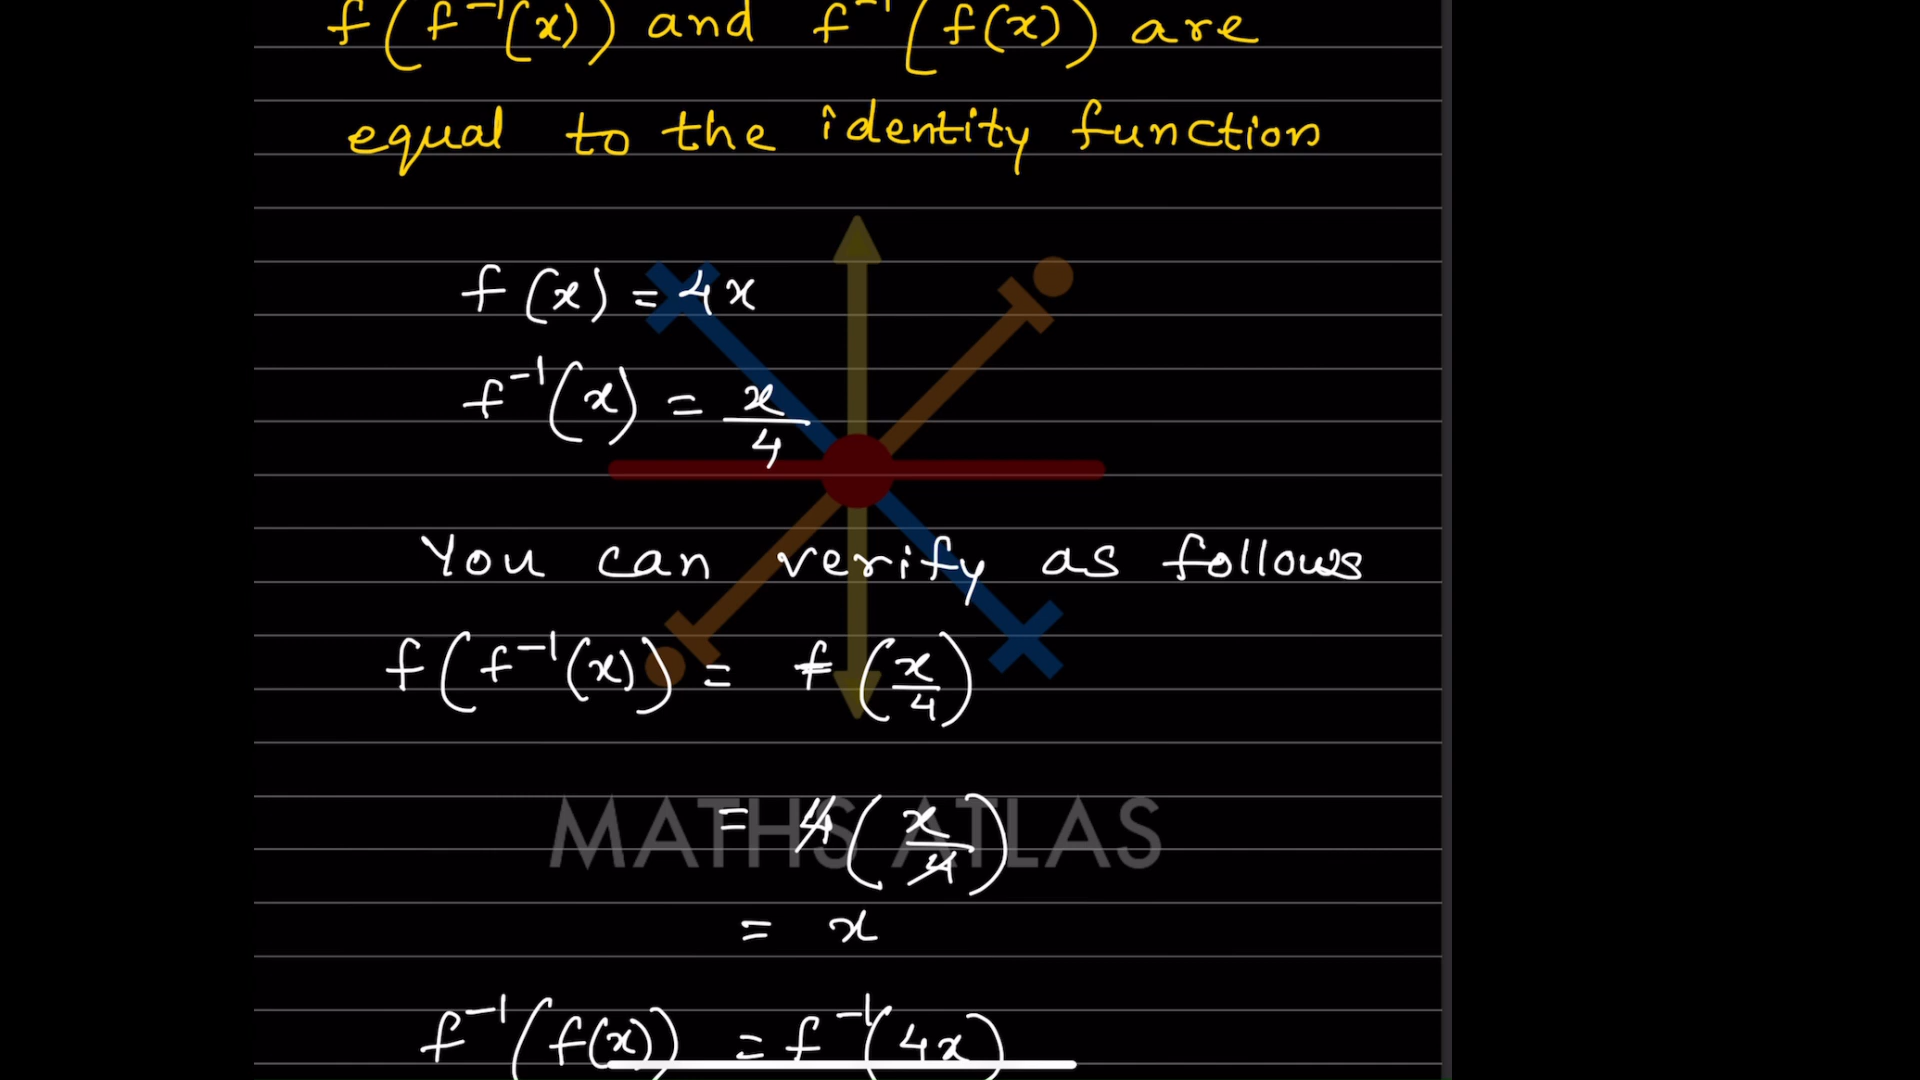 f(f⁻¹(x)) and f⁻¹(f(x)) are
equal to the identity function
f(x) = 4x
f⁻¹(x) = x/4
You can verify as follows
f(f⁻¹(x)) = f(x/4)
= 4(x/4)
= x
f⁻¹(f(x)) = f⁻¹(4x)
MATHS ATLAS